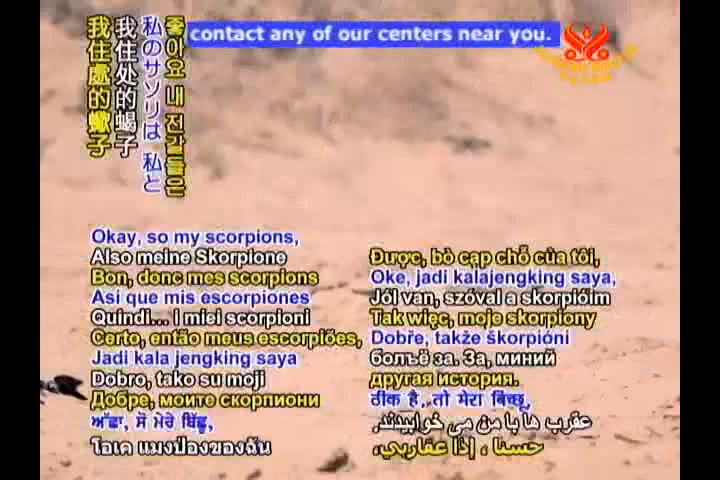 contact any of our centers near you.
좋아요 내 전갈들은
私のサソリは 私と
我住处的蝎子
我住處的蠍子
Okay, so my scorpions,
Also meine Skorpione
Bon, donc mes scorpions
Así que mis escorpiones
Quindi... I miei scorpioni
Certo, então meus escorpiões,
Jadi kala jengking saya
Dobro, tako su moji
Добре, моите скорпиони
ਅੱਛਾ, ਸੋ ਮੇਰੇ ਬਿੱਛੂ,
โอเค แมงป่องของฉัน
Được, bò cạp chỗ của tôi,
Oke, jadi kalajengking saya,
Jól van, szóval a skorpióim
Tak więc, moje skorpiony
Dobře, takže škorpióni
болъё за. За, миний
другая история.
ठीक है, तो मेरा बिच्छू,
عقرب ها با من می خوابیدند,
حسنا ، إذا عقاربي،